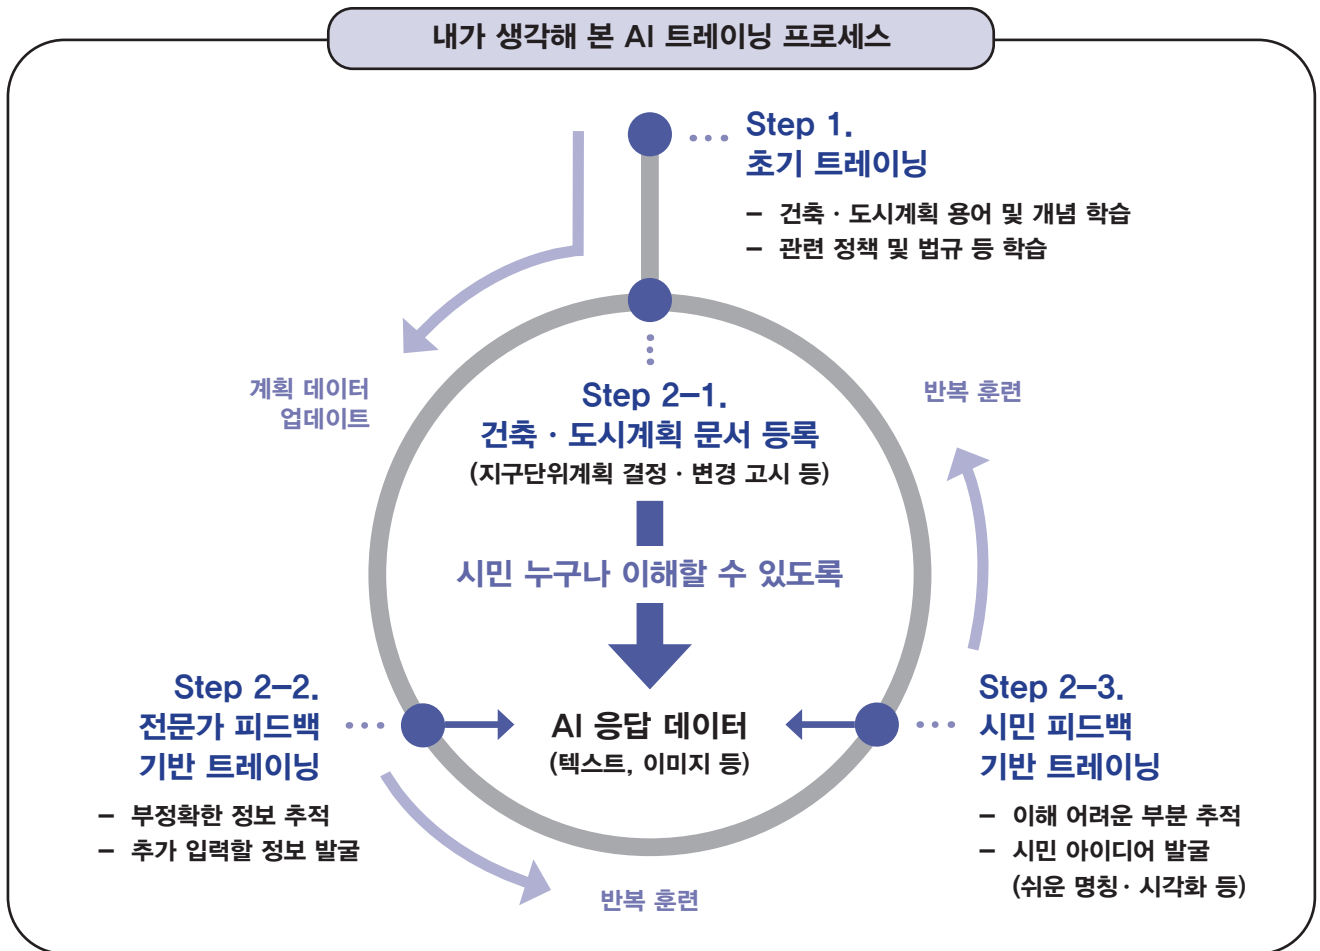 내가 생각해 본 AI 트레이닝 프로세스
Step 1.
초기 트레이닝
– 건축 · 도시계획 용어 및 개념 학습
– 관련 정책 및 법규 등 학습
계획 데이터
업데이트
반복 훈련
Step 2–1.
건축 · 도시계획 문서 등록
(지구단위계획 결정 · 변경 고시 등)
시민 누구나 이해할 수 있도록
AI 응답 데이터
(텍스트, 이미지 등)
Step 2–2.
전문가 피드백
기반 트레이닝
– 부정확한 정보 추적
– 추가 입력할 정보 발굴
반복 훈련
Step 2–3.
시민 피드백
기반 트레이닝
– 이해 어려운 부분 추적
– 시민 아이디어 발굴
(쉬운 명칭 · 시각화 등)